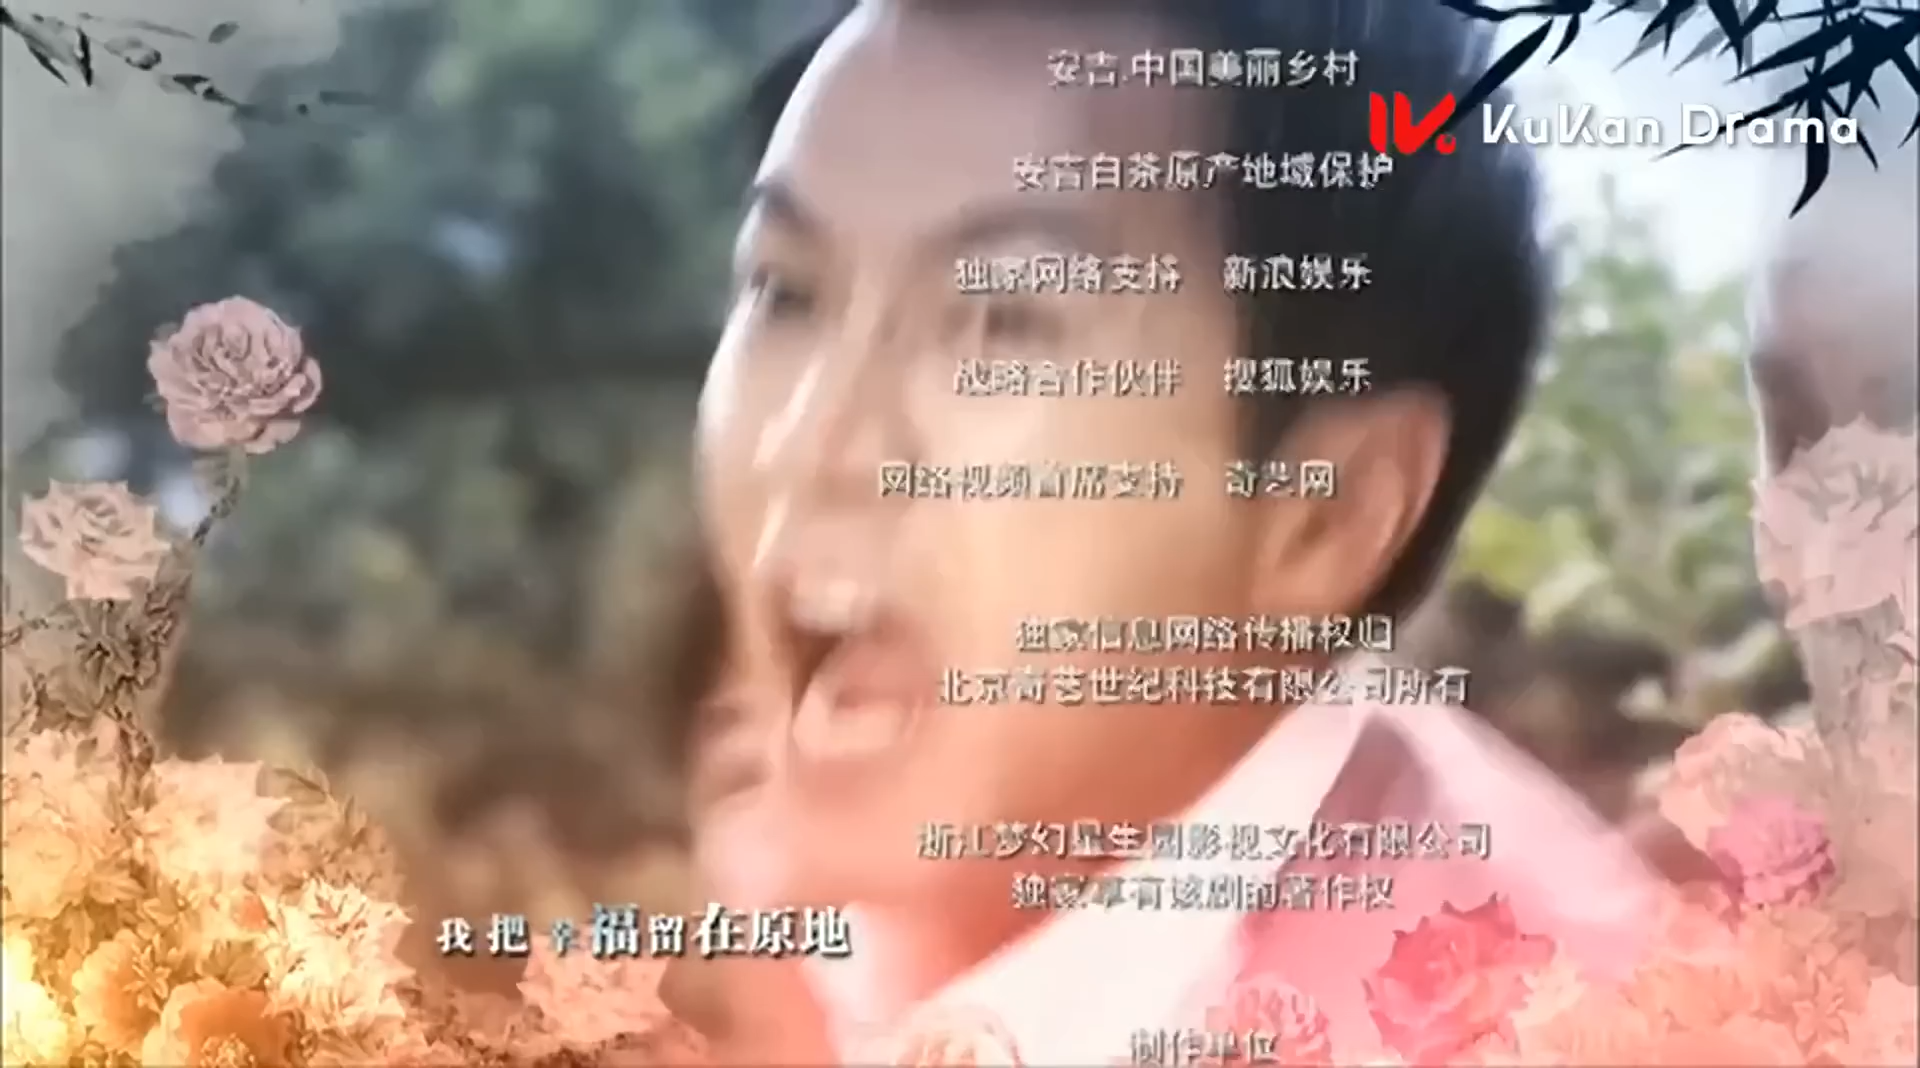 安吉.中国美丽乡村
KuKan Drama
安吉白茶原产地域保护
独家网络支持 新浪娱乐
战略合作伙伴 搜狐娱乐
网络视频首席支持 奇艺网
独家信息网络传播权归
北京奇艺世纪科技有限公司所有
浙江梦幻星生园影视文化有限公司
独家享有该剧的著作权
我把幸福留在原地
制作单位